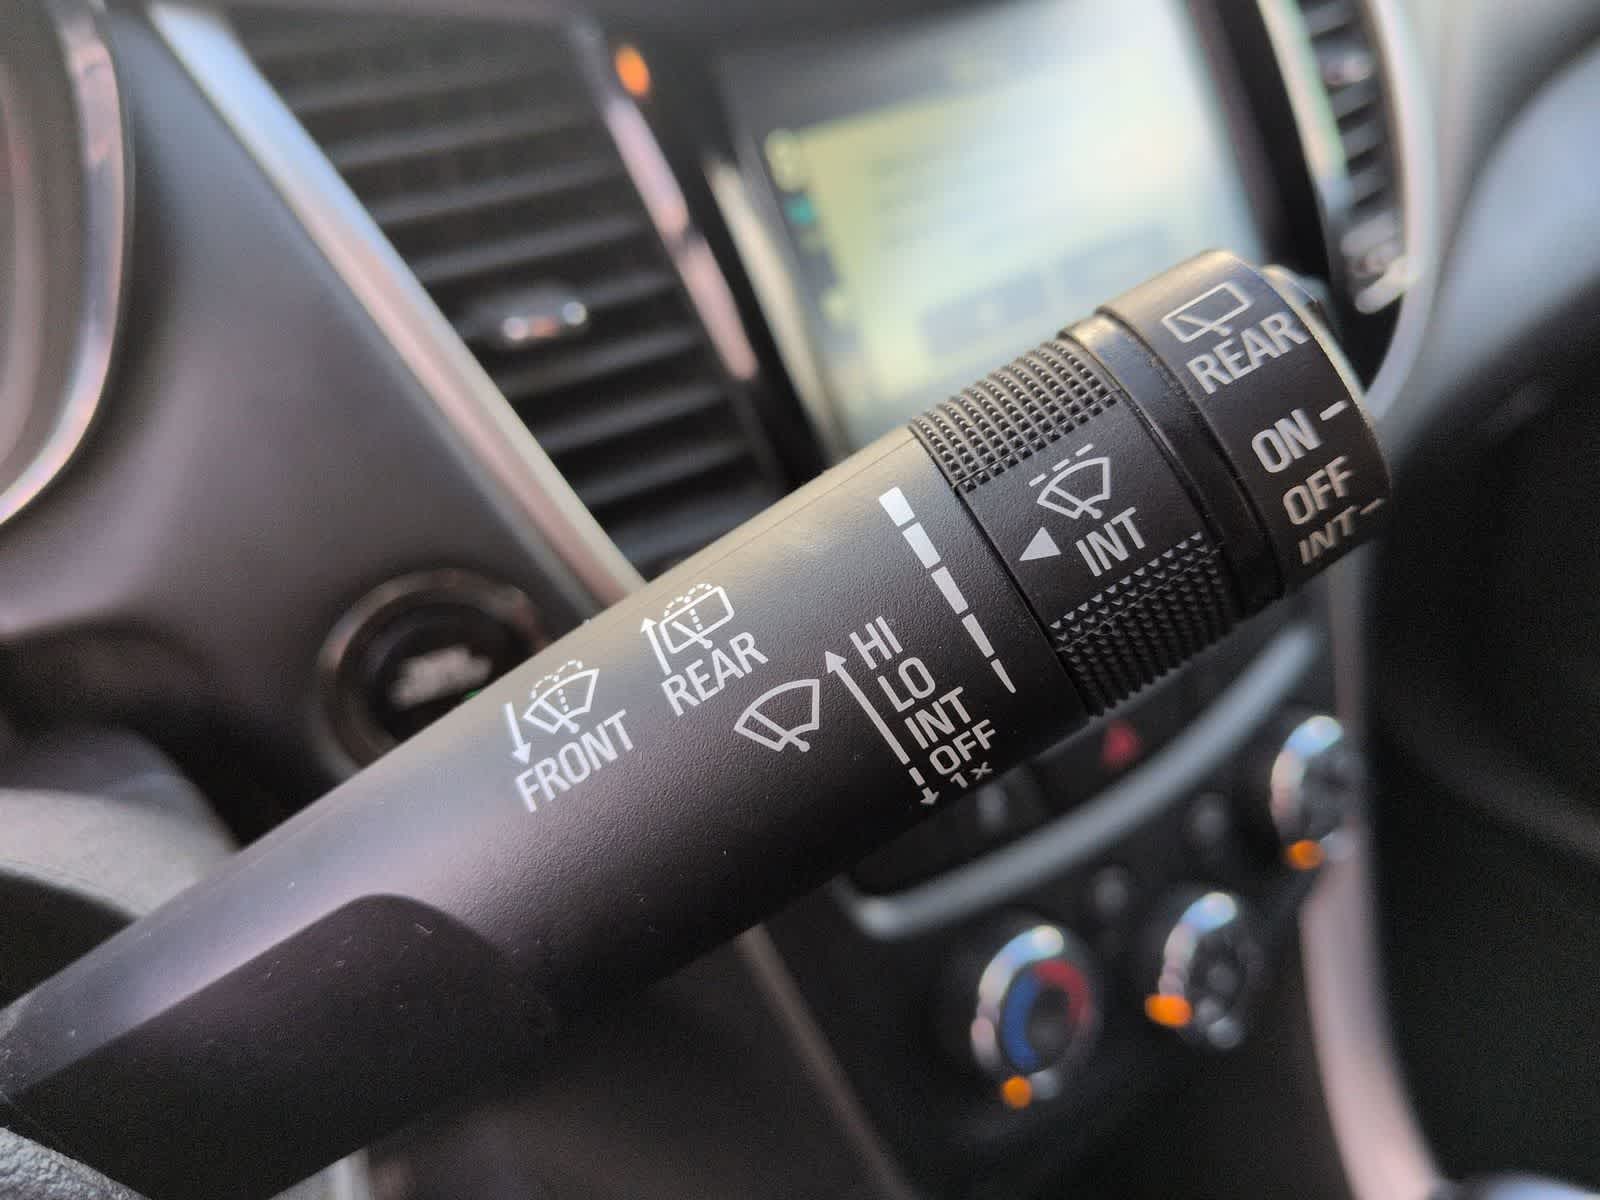 REAR
ON
OFF
INT
INT
HI
LO
INT
OFF
1x
REAR
FRONT